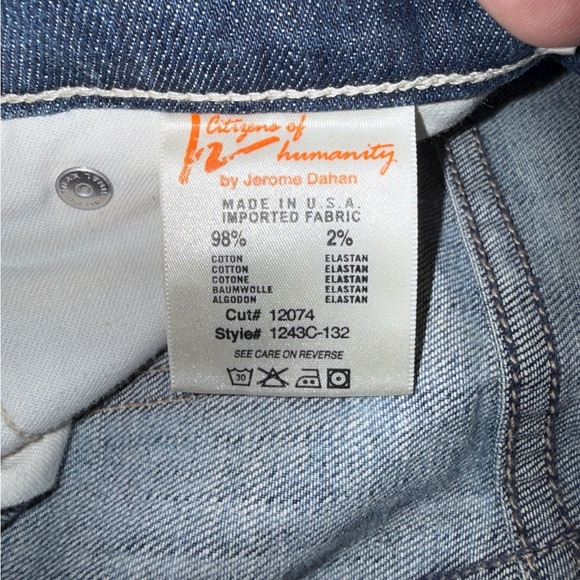 Citizens of
humanity
by Jerome Dahan
MADE IN U.S.A.
IMPORTED FABRIC
98% 2%
COTON ELASTAN
COTTON ELASTAN
COTONE ELASTAN
BAUMWOLLE ELASTAN
ALGODON ELASTAN
Cut# 12074
Style# 1243C-132
SEE CARE ON REVERSE
30